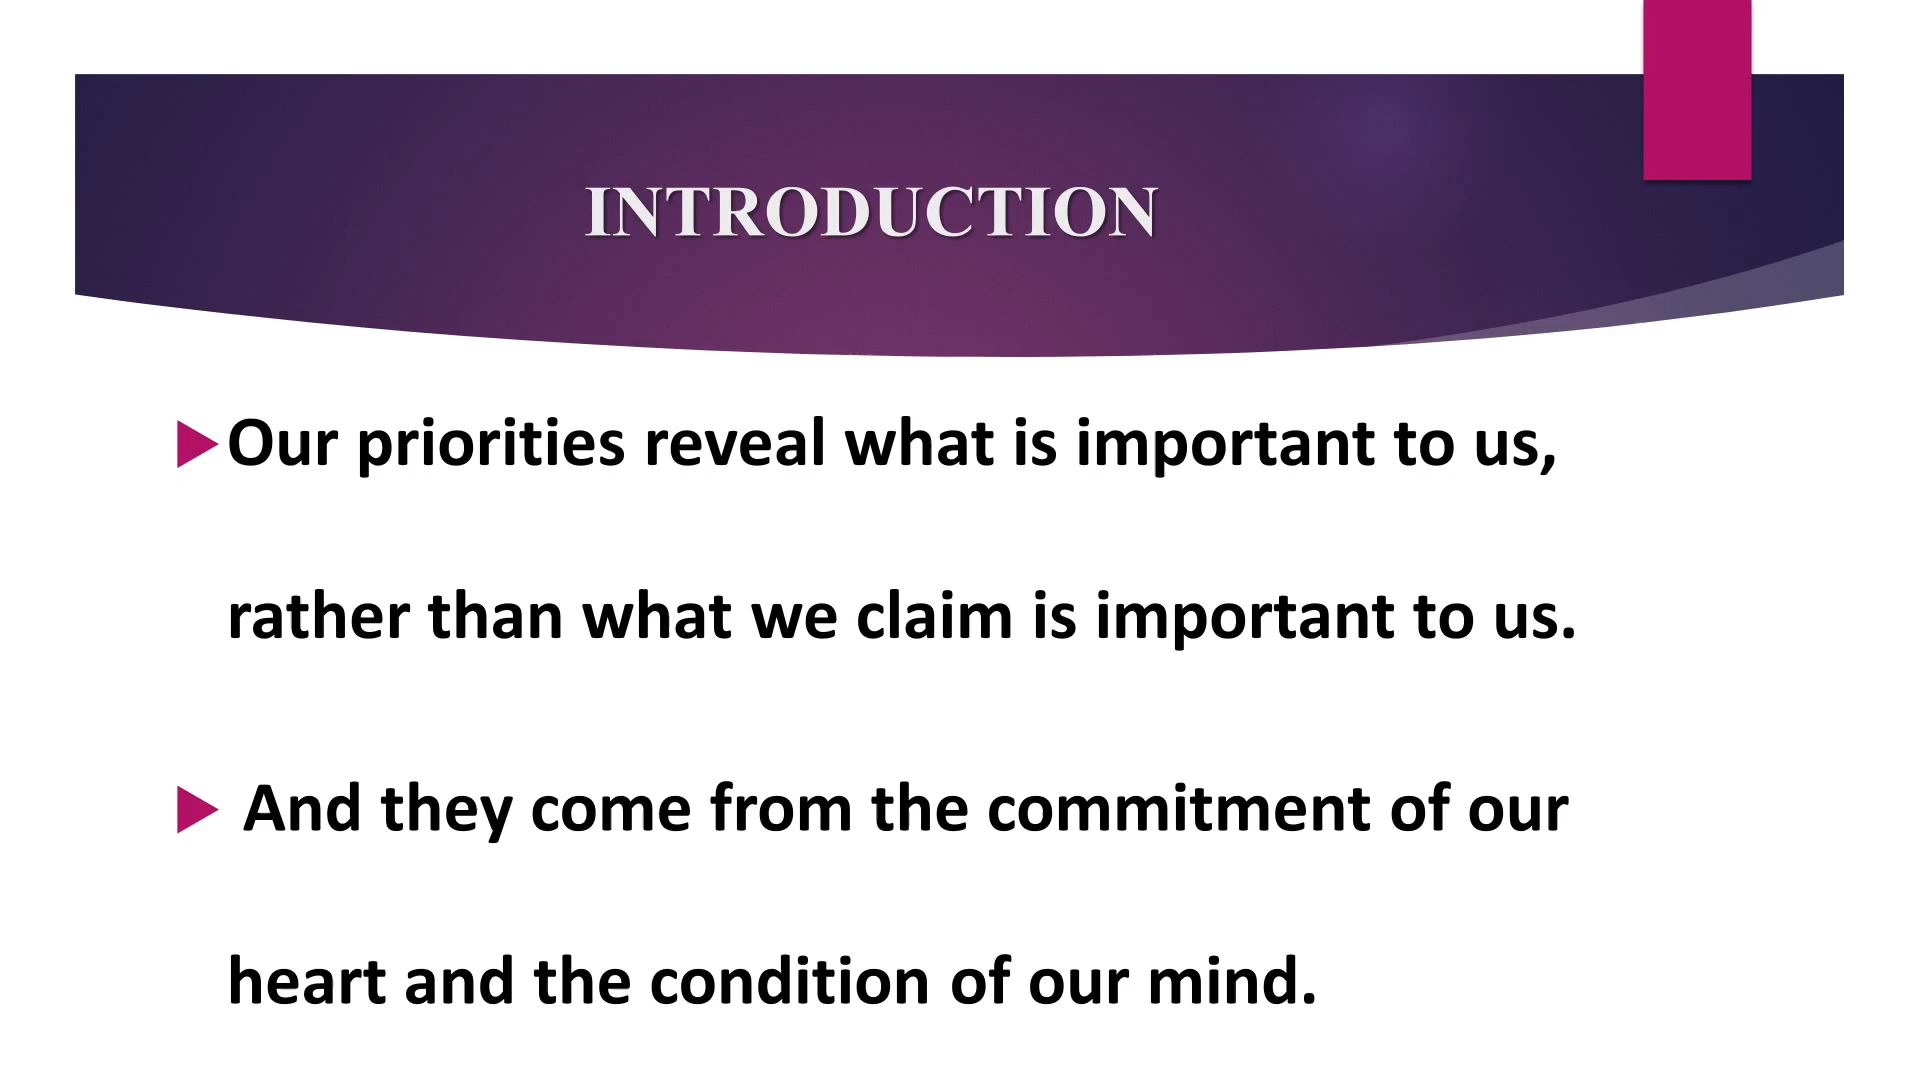 INTRODUCTION
Our priorities reveal what is important to us,
rather than what we claim is important to us.
And they come from the commitment of our
heart and the condition of our mind.